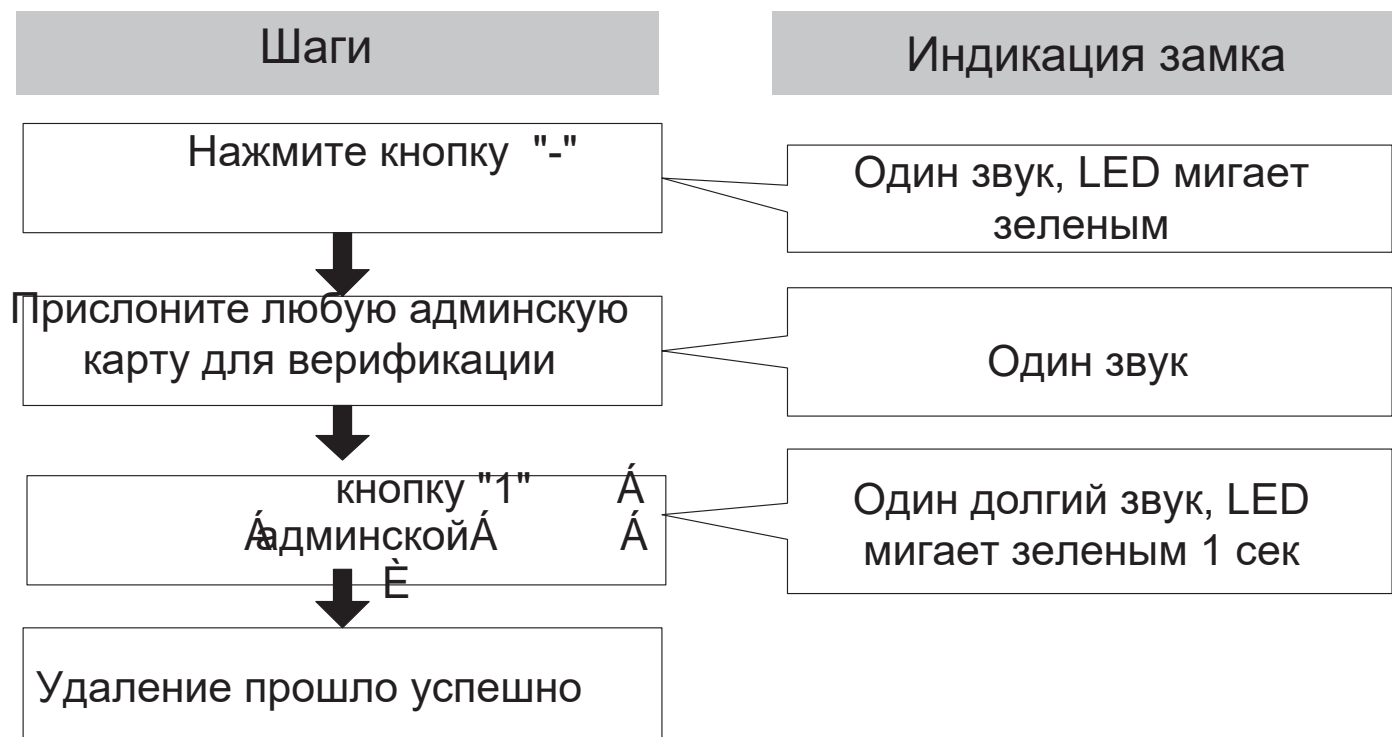 Шаги
Индикация замка
Нажмите кнопку "-"
Один звук, LED мигает
зеленым
Прислоните любую админскую
карту для верификации
Один звук
кнопку "1" Á
Áадминской Á Á
È
Один долгий звук, LED
мигает зеленым 1 сек
Удаление прошло успешно